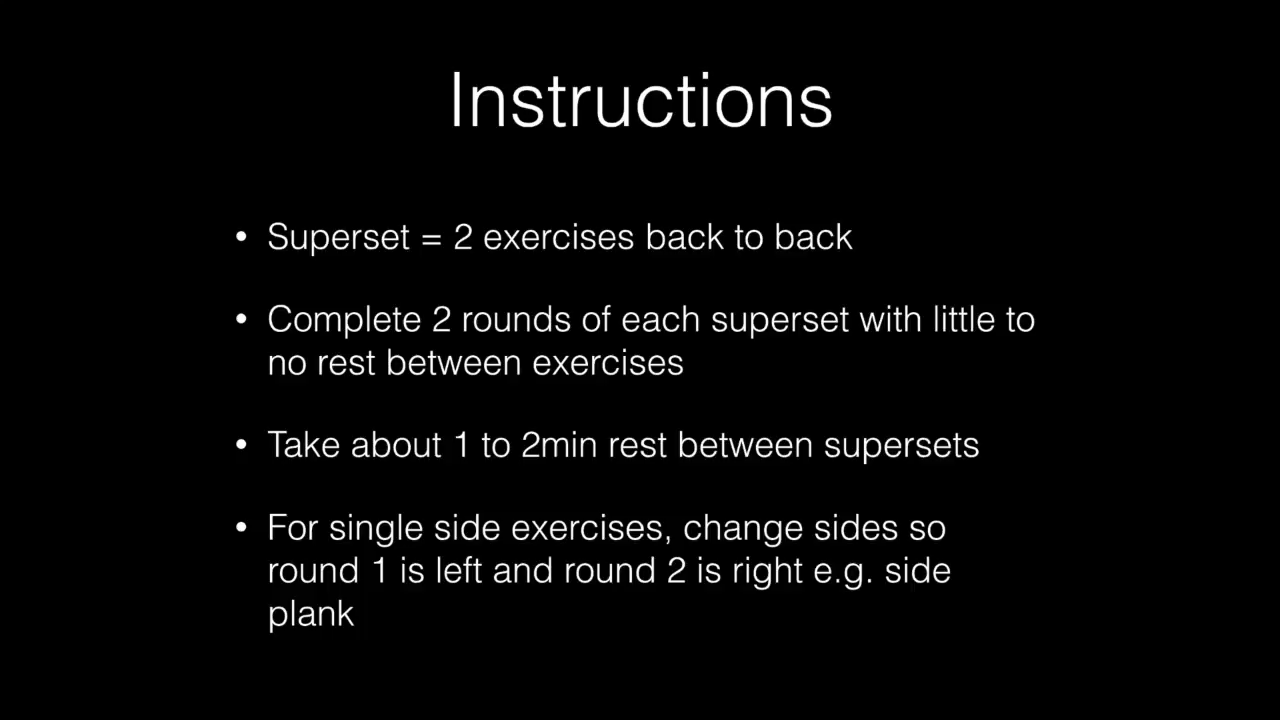 Instructions
• Superset = 2 exercises back to back
• Complete 2 rounds of each superset with little to
no rest between exercises
• Take about 1 to 2min rest between supersets
• For single side exercises, change sides so
round 1 is left and round 2 is right e.g. side
plank